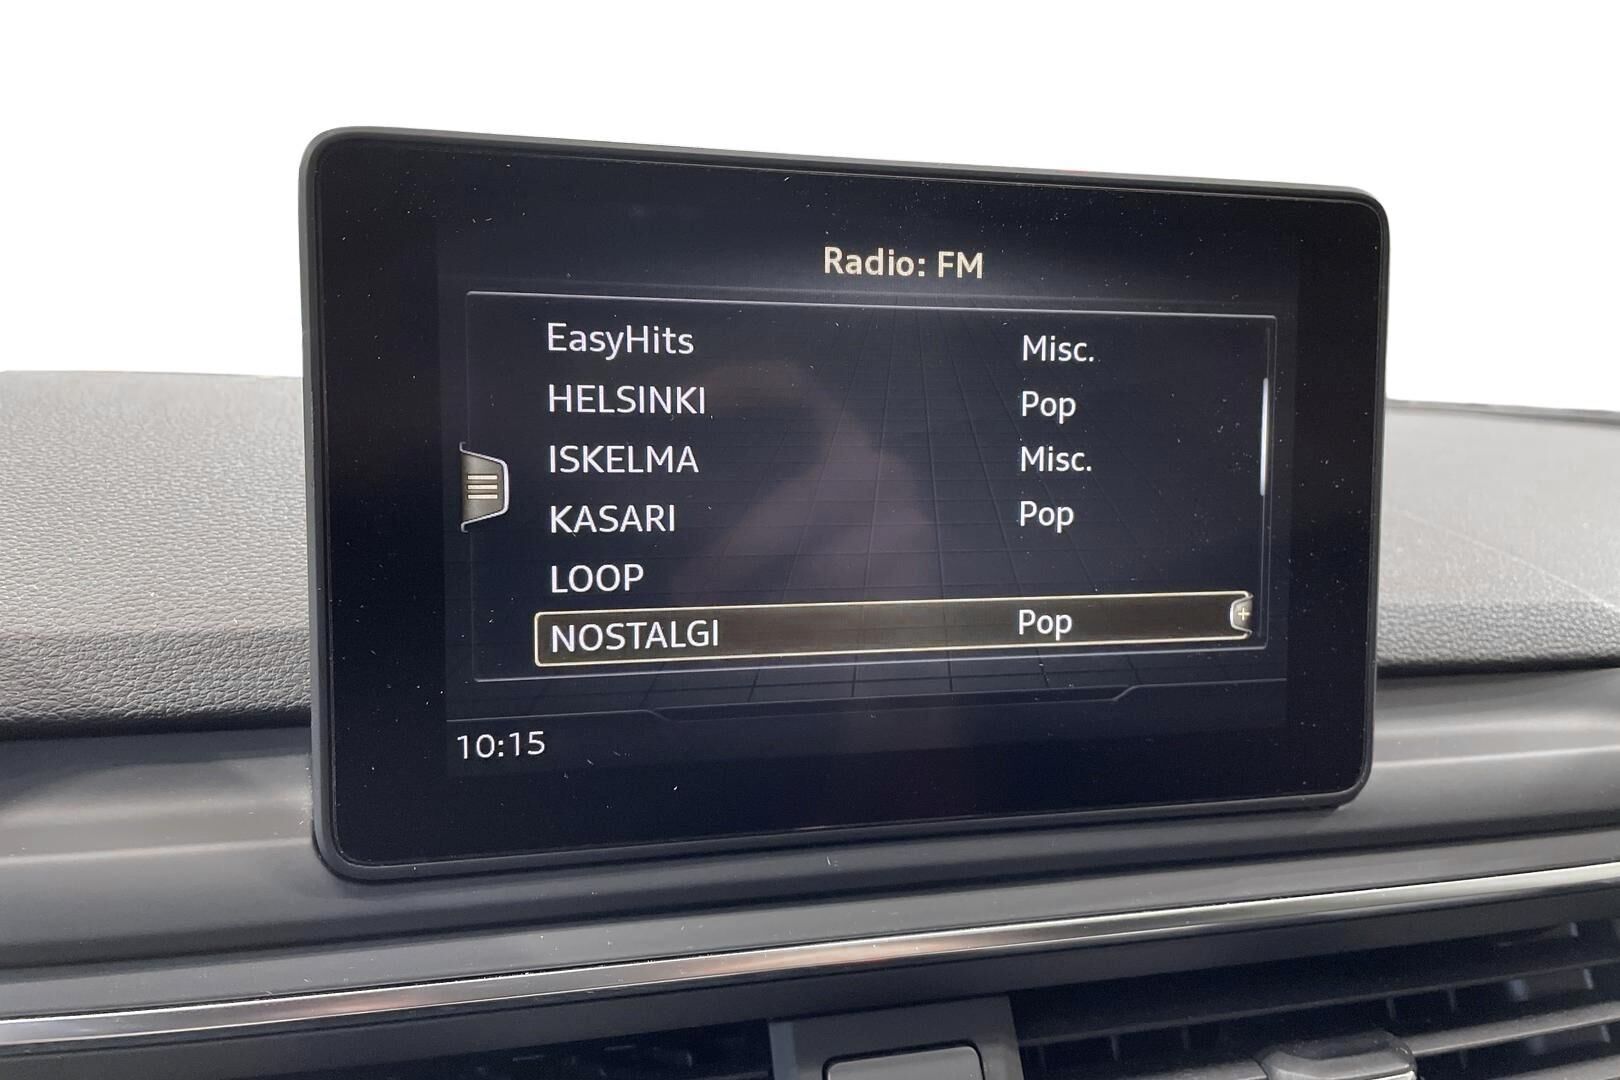 Radio: FM
EasyHits Misc.
HELSINKI Pop
ISKELMA Misc.
KASARI Pop
LOOP
NOSTALGI Pop
10:15